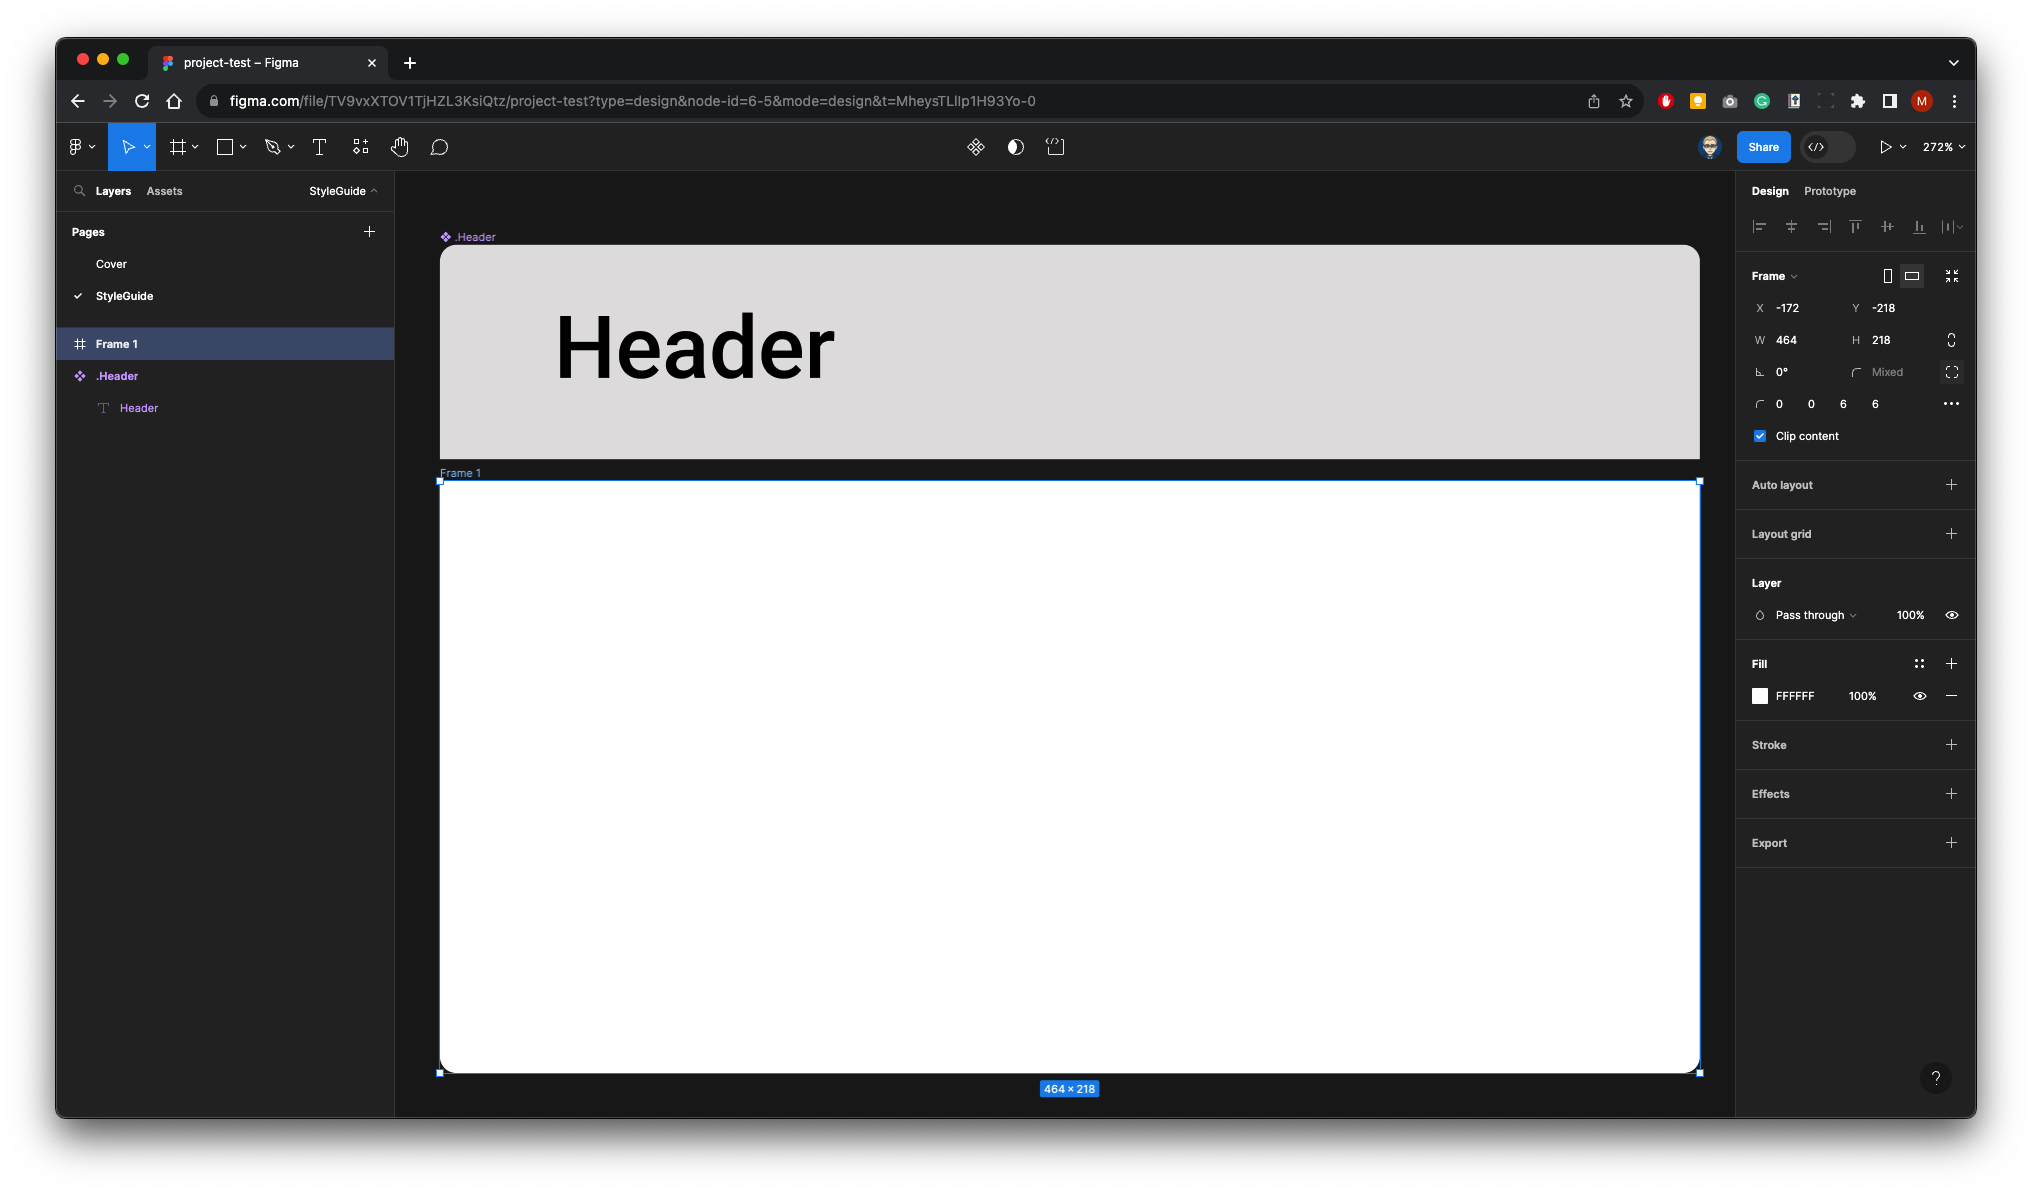 project-test – Figma
figma.com/file/TV9vxXTOV1TjHZL3KsiQtz/project-test?type=design&node-id=6-5&mode=design&t=MheysTLlIp1H93Yo-0
M
Share
</>
272%
Layers Assets StyleGuide
Pages
Cover
StyleGuide
Frame 1
.Header
Header
.Header
Header
Frame 1
464 × 218
Design Prototype
Frame
X -172 Y -218
W 464 H 218
0° Mixed
0 0 6 6
Clip content
Auto layout
Layout grid
Layer
Pass through 100%
Fill
FFFFFF 100%
Stroke
Effects
Export
?